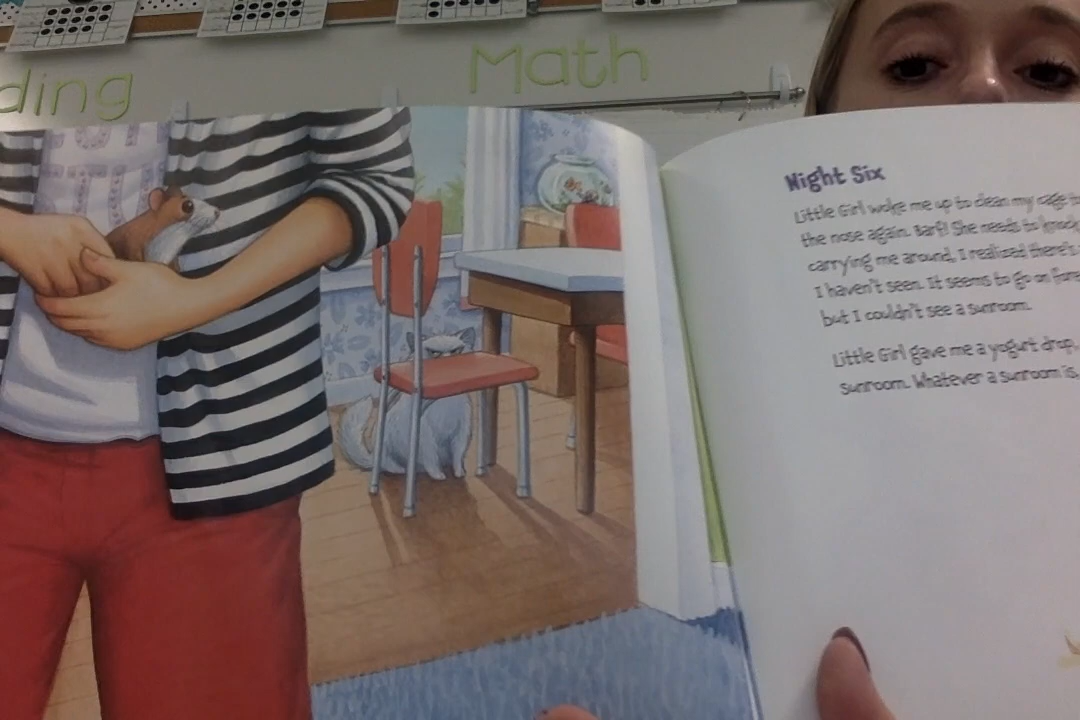 ding
Math
Night Six
Little Girl woke me up to clean my cage
the nose again. Barf! She needs to knock
carrying me around, I realized there's
I haven't seen. It seems to go on
but I couldn't see a sunroom.
Little Girl gave me a yogurt drop,
sunroom. Whatever a sunroom is,